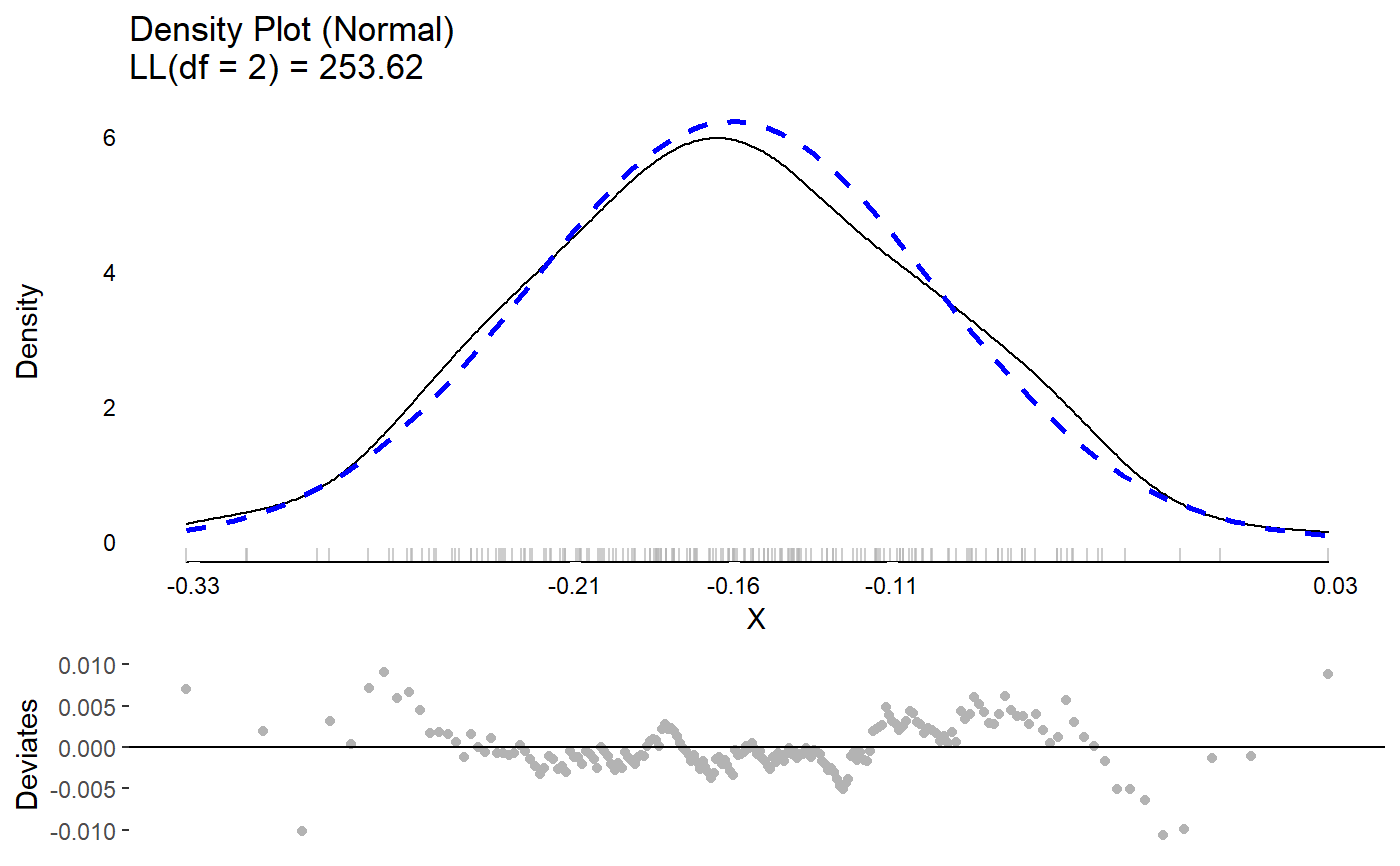 Density Plot (Normal)
LL(df = 2) = 253.62
6
4
2
0
Density
-0.33
-0.21
-0.16
-0.11
0.03
X
0.010
0.005
0.000
-0.005
-0.010
Deviates